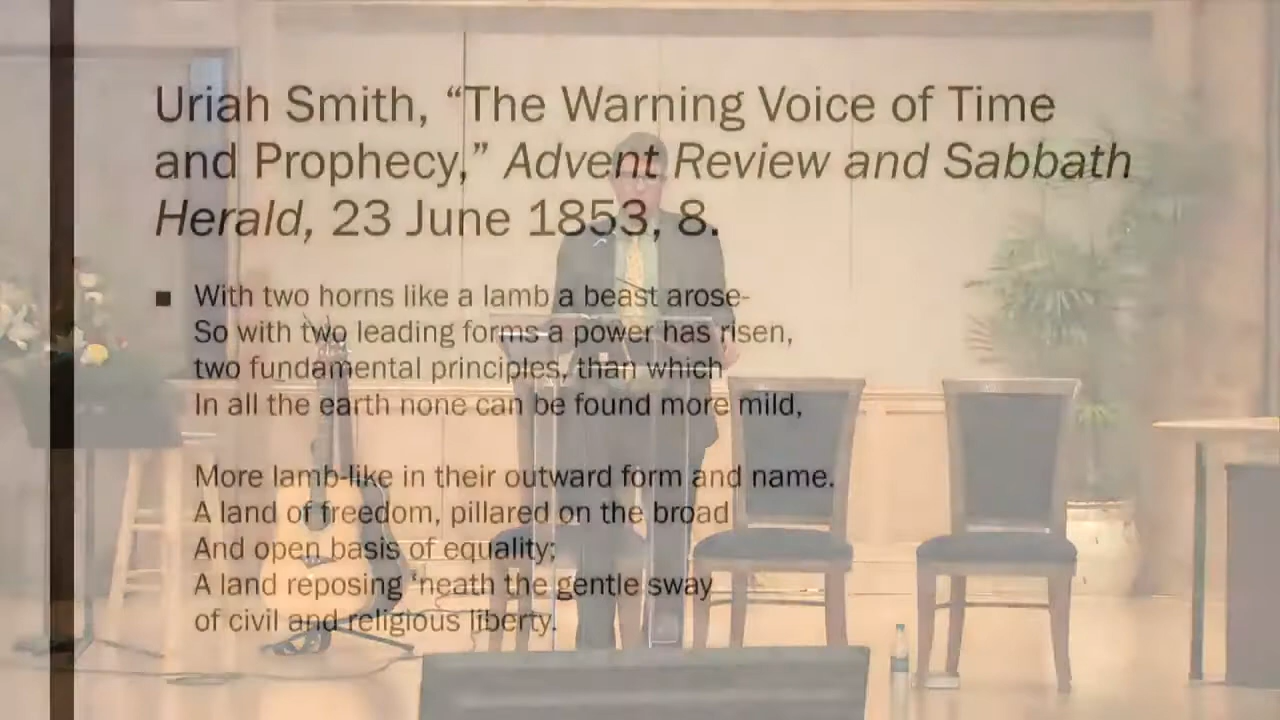 Uriah Smith, “The Warning Voice of Time
and Prophecy,” Advent Review and Sabbath
Herald, 23 June 1853, 8.
■ With two horns like a lamb a beast arose-
So with two leading forms a power has risen,
two fundamental principles, than which
In all the earth none can be found more mild,
More lamb-like in their outward form and name.
A land of freedom, pillared on the broad
And open basis of equality;
A land reposing ‘neath the gentle sway
of civil and religious liberty.